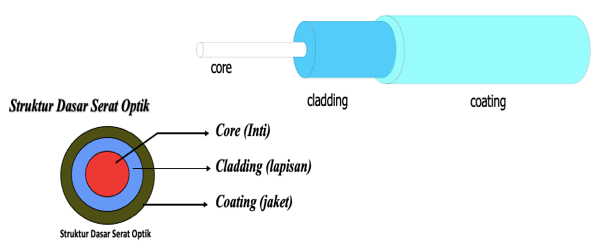 core
cladding
coating
Struktur Dasar Serat Optik
Core (Inti)
Cladding (lapisan)
Coating (jaket)
Struktur Dasar Serat Optik